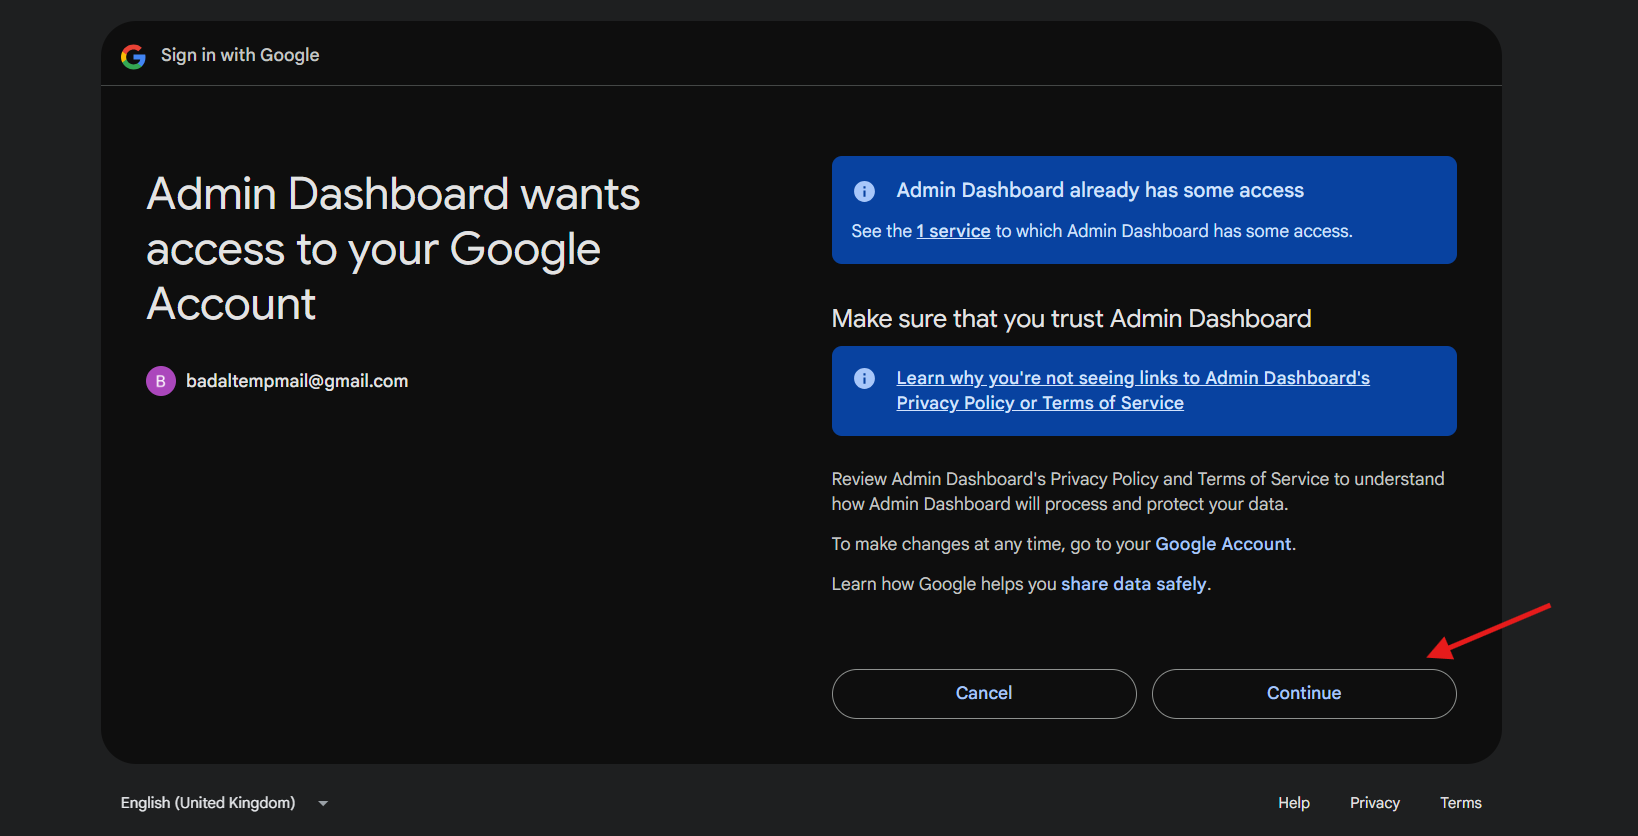 Sign in with Google
Admin Dashboard wants
access to your Google
Account
B badaltempmail@gmail.com
Admin Dashboard already has some access
See the 1 service to which Admin Dashboard has some access.
Make sure that you trust Admin Dashboard
Learn why you're not seeing links to Admin Dashboard's
Privacy Policy or Terms of Service
Review Admin Dashboard's Privacy Policy and Terms of Service to understand
how Admin Dashboard will process and protect your data.
To make changes at any time, go to your Google Account.
Learn how Google helps you share data safely.
Cancel Continue
English (United Kingdom) Help Privacy Terms